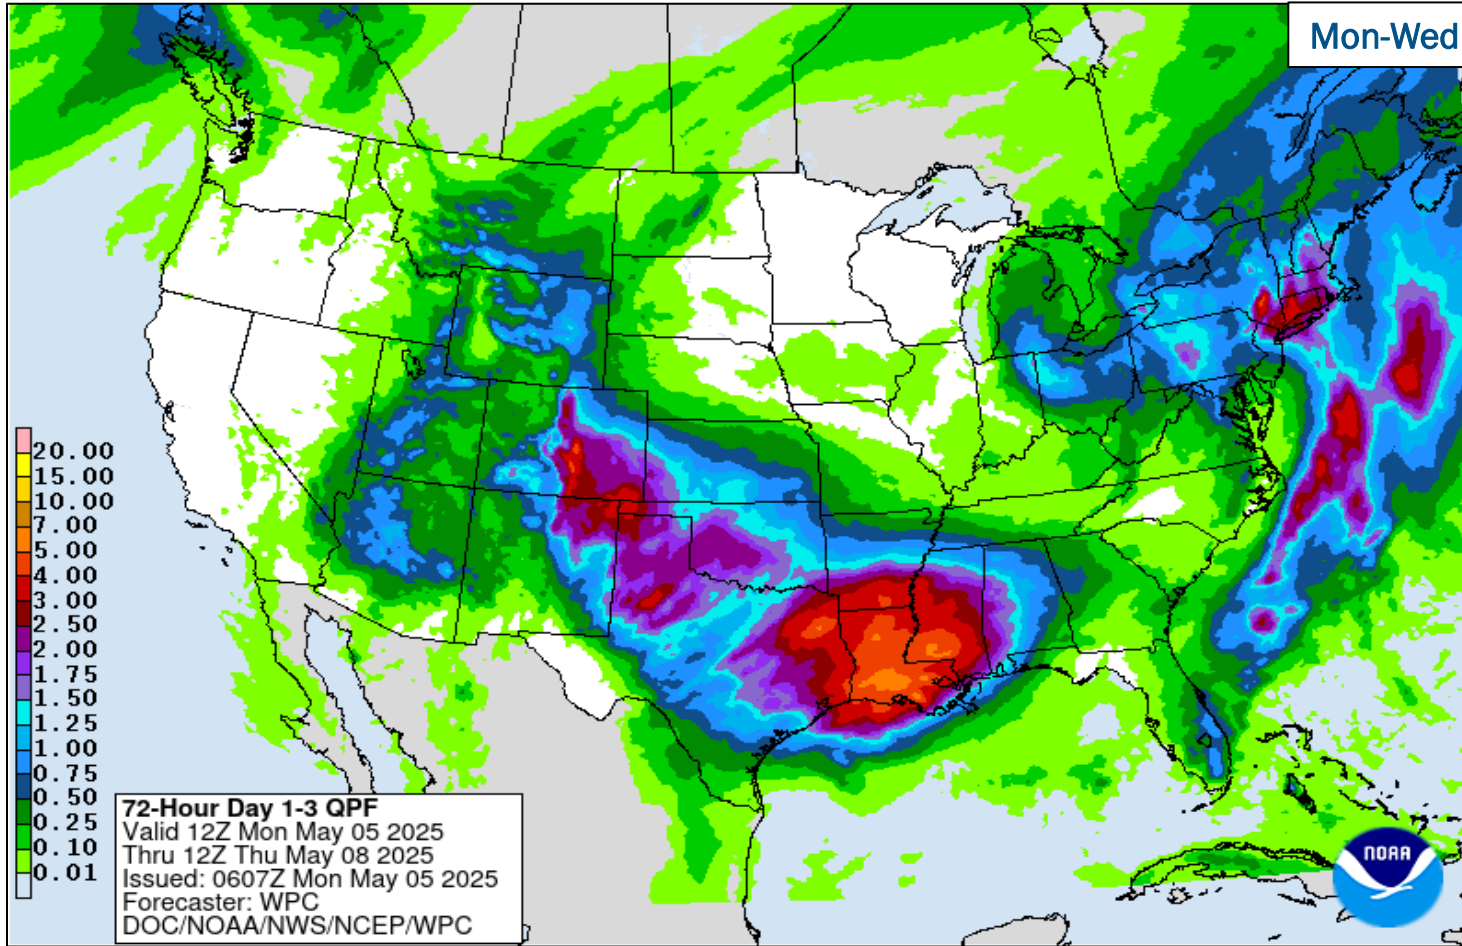 Mon-Wed
20.00
15.00
10.00
7.00
5.00
4.00
3.00
2.50
2.00
1.75
1.50
1.25
1.00
0.75
0.50
0.25
0.10
0.01
72-Hour Day 1-3 QPF
Valid 12Z Mon May 05 2025
Thru 12Z Thu May 08 2025
Issued: 0607Z Mon May 05 2025
Forecaster: WPC
DOC/NOAA/NWS/NCEP/WPC
NOAA